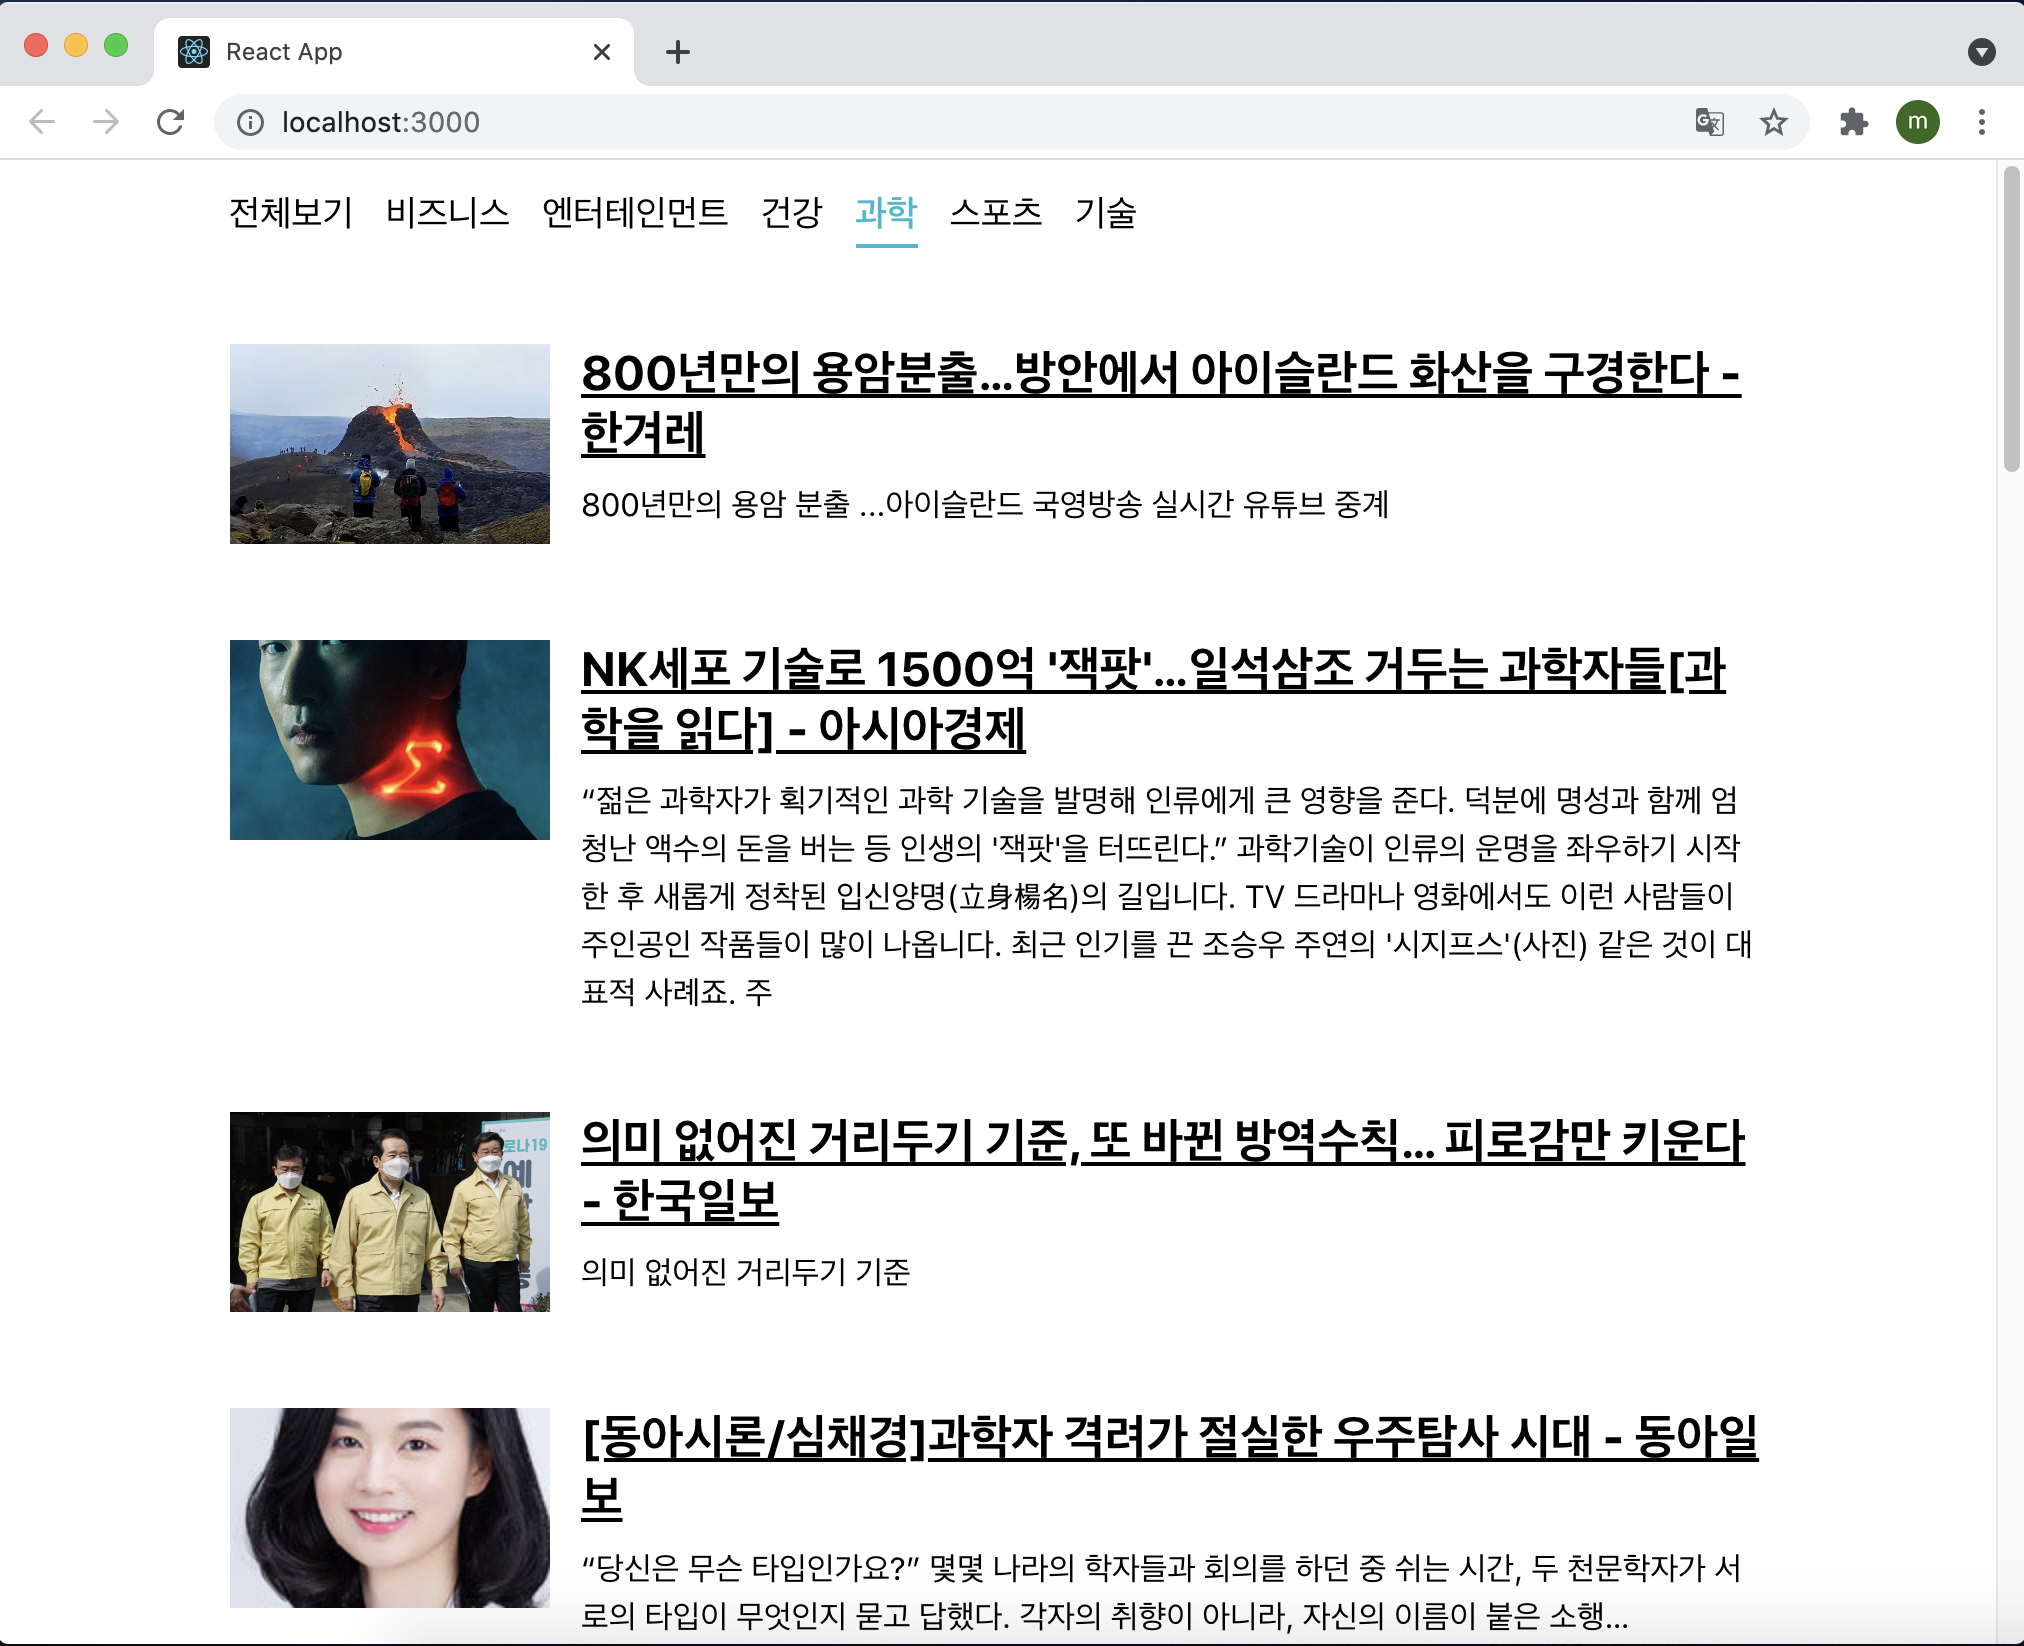 React App
localhost:3000
m
전체보기 비즈니스 엔터테인먼트 건강 과학 스포츠 기술
800년만의 용암분출...방안에서 아이슬란드 화산을 구경한다 -
한겨레
800년만의 용암 분출 ...아이슬란드 국영방송 실시간 유튜브 중계
NK세포 기술로 1500억 '잭팟'...일석삼조 거두는 과학자들[과
학을 읽다] - 아시아경제
“젊은 과학자가 획기적인 과학 기술을 발명해 인류에게 큰 영향을 준다. 덕분에 명성과 함께 엄
청난 액수의 돈을 버는 등 인생의 '잭팟'을 터뜨린다.” 과학기술이 인류의 운명을 좌우하기 시작
한 후 새롭게 정착된 입신양명(立身楊名)의 길입니다. TV 드라마나 영화에서도 이런 사람들이
주인공인 작품들이 많이 나옵니다. 최근 인기를 끈 조승우 주연의 '시지프스'(사진) 같은 것이 대
표적 사례죠. 주
Σ
로나19
예
의미 없어진 거리두기 기준, 또 바뀐 방역수칙... 피로감만 키운다
- 한국일보
의미 없어진 거리두기 기준
[동아시론/심채경]과학자 격려가 절실한 우주탐사 시대 - 동아일
보
“당신은 무슨 타입인가요?” 몇몇 나라의 학자들과 회의를 하던 중 쉬는 시간, 두 천문학자가 서
로의 타입이 무엇인지 묻고 답했다. 각자의 취향이 아니라, 자신의 이름이 붙은 소행...